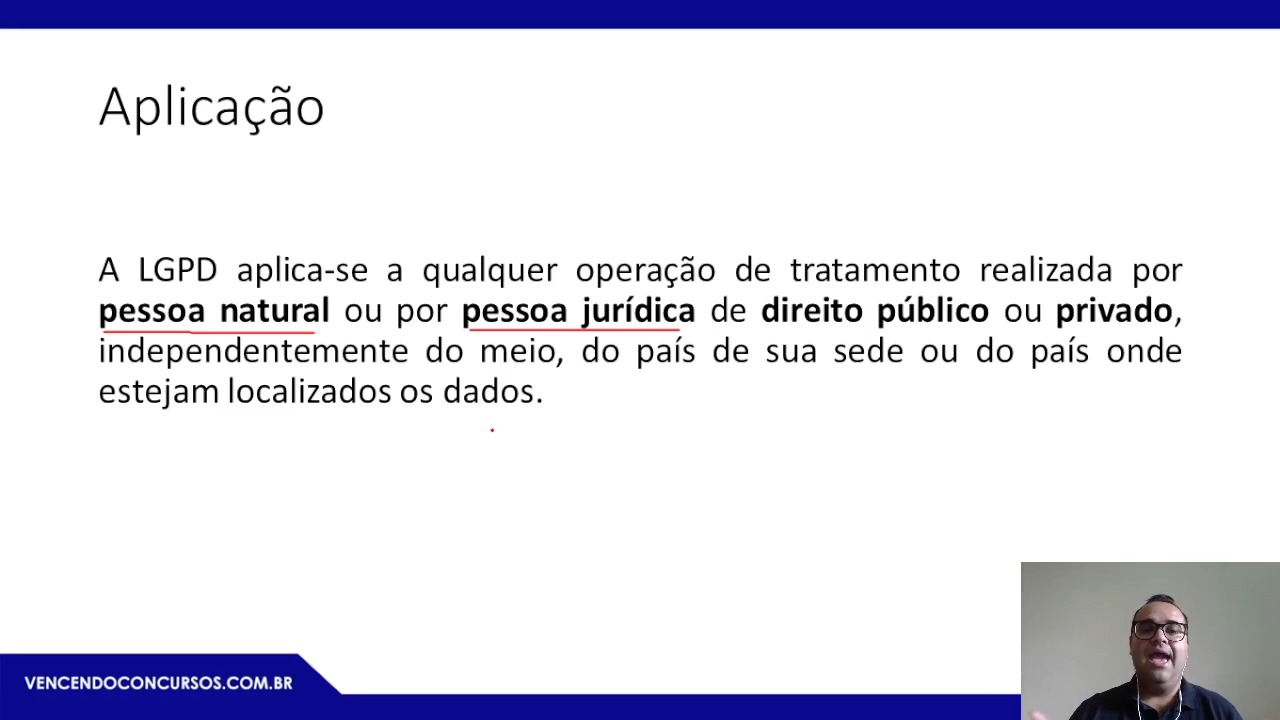 Aplicação
A LGPD aplica-se a qualquer operação de tratamento realizada por
pessoa natural ou por pessoa jurídica de direito público ou privado,
independentemente do meio, do país de sua sede ou do país onde
estejam localizados os dados.
VENCENDOCONCURSOS.COM.BR